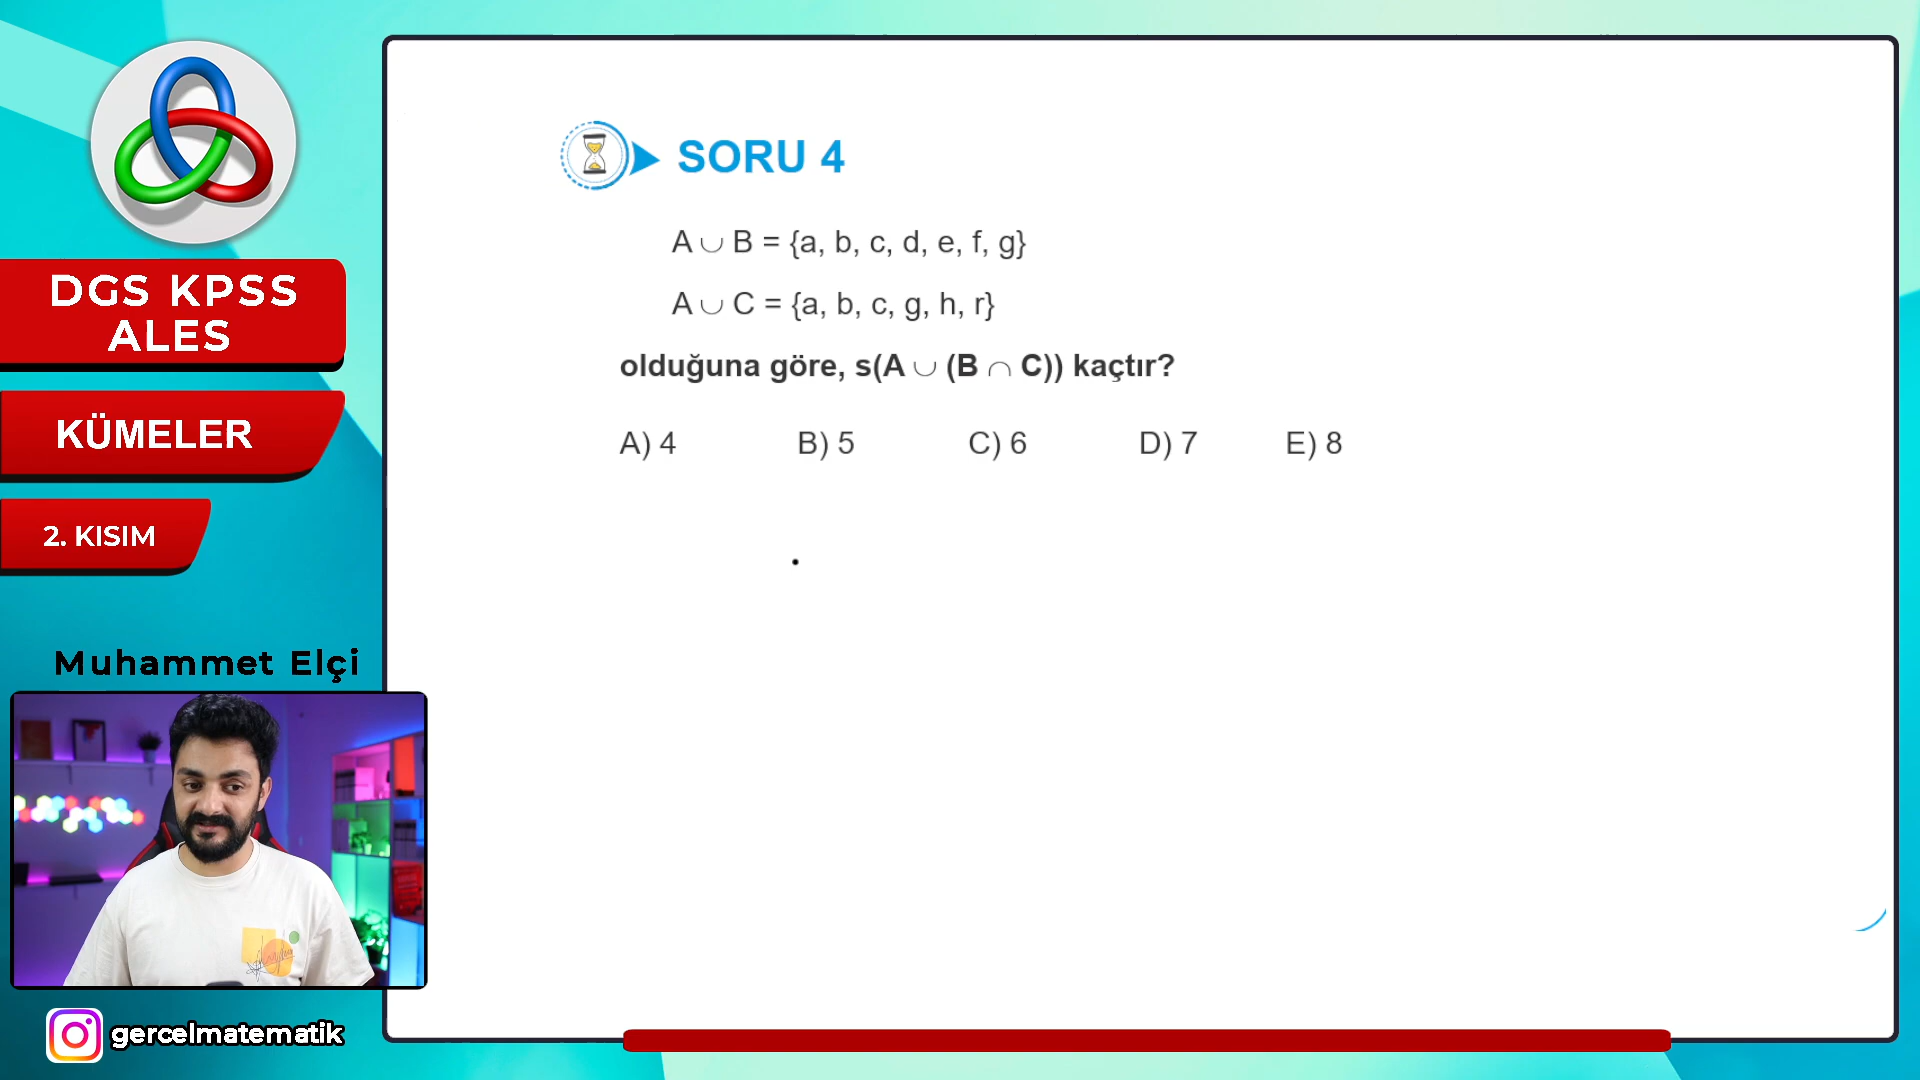 DGS KPSS
ALES
KÜMELER
2. KISIM
Muhammet Elçi
gercelmatematik
SORU 4
A ∪ B = {a, b, c, d, e, f, g}
A ∪ C = {a, b, c, g, h, r}
olduğuna göre, s(A ∪ (B ∩ C)) kaçtır?
A) 4 B) 5 C) 6 D) 7 E) 8